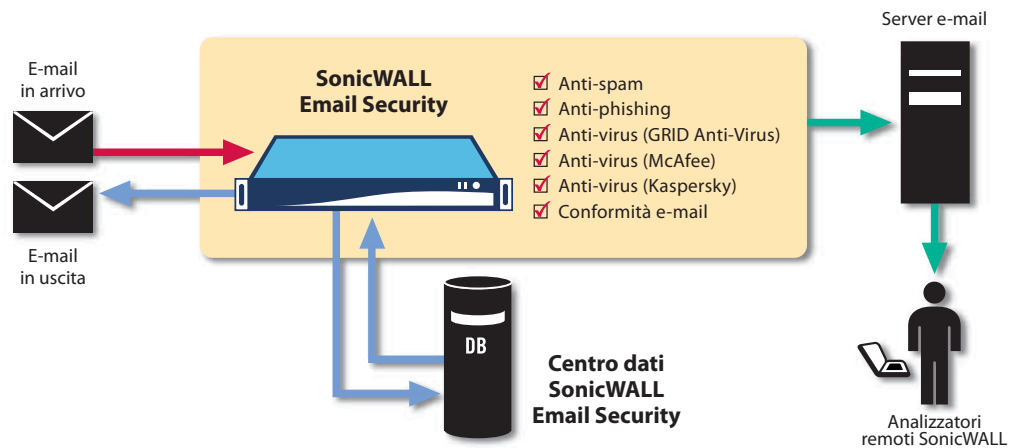 Server e-mail
E-mail
in arrivo
SonicWALL
Email Security
Anti-spam
Anti-phishing
Anti-virus (GRID Anti-Virus)
Anti-virus (McAfee)
Anti-virus (Kaspersky)
Conformità e-mail
E-mail
in uscita
DB
Centro dati
SonicWALL
Email Security
Analizzatori
remoti SonicWALL